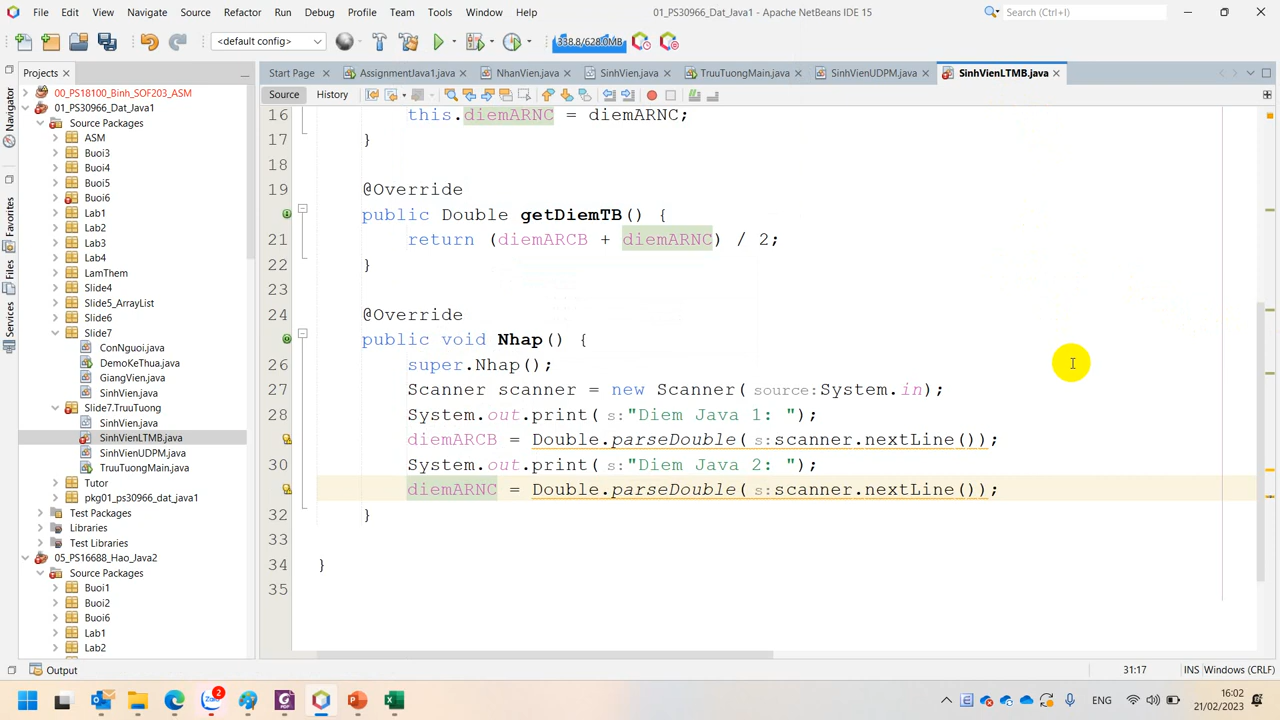 File Edit View Navigate Source Refactor Run Debug Profile Team Tools Window Help
01_PS30966_Dat_Java1 - Apache NetBeans IDE 15
Search (Ctrl+I)
<default config>
338.8/628.0MB
Projects
Start Page
AssignmentJava1.java
NhanVien.java
SinhVien.java
TruuTuongMain.java
SinhVienUDPM.java
SinhVienLTMB.java
Source History
Navigator
Favorites
Files
Services
00_PS18100_Binh_SOF203_ASM
01_PS30966_Dat_Java1
Source Packages
ASM
Buoi3
Buoi4
Buoi5
Buoi6
Lab1
Lab2
Lab3
Lab4
LamThem
Slide4
Slide5_ArrayList
Slide6
Slide7
ConNguoi.java
DemoKeThua.java
GiangVien.java
SinhVien.java
Slide7.TruuTuong
SinhVien.java
SinhVienLTMB.java
SinhVienUDPM.java
TruuTuongMain.java
Tutor
pkg01_ps30966_dat_java1
Test Packages
Libraries
Test Libraries
05_PS16688_Hao_Java2
Source Packages
Buoi1
Buoi2
Buoi6
Lab1
Lab2
16 this.diemARNC = diemARNC;
17 }
18
19 @Override
public Double getDiemTB() {
21 return (diemARCB + diemARNC) / 2;
22 }
23
24 @Override
public void Nhap() {
26 super.Nhap();
27 Scanner scanner = new Scanner(source:System.in);
28 System.out.print(s:"Diem Java 1: ");
diemARCB = Double.parseDouble(s:scanner.nextLine());
30 System.out.print(s:"Diem Java 2: ");
diemARNC = Double.parseDouble(s:scanner.nextLine());
32 }
33
34 }
35
Output
31:17
INS Windows (CRLF)
2
Zalo
ENG
16:02
21/02/2023